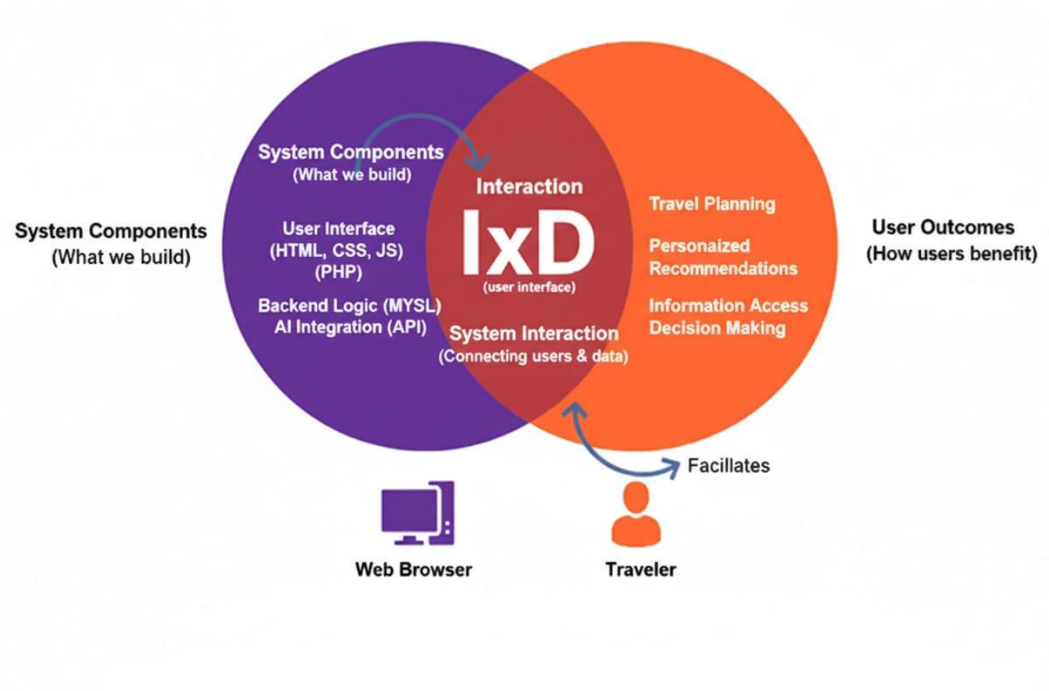 System Components
(What we build)
System Components
(What we build)
User Interface
(HTML, CSS, JS)
(PHP)
Backend Logic (MYSL)
AI Integration (API)
Interaction
IxD
(user interface)
System Interaction
(Connecting users & data)
Travel Planning
Personalzed
Recommendations
Information Access
Decision Making
User Outcomes
(How users benefit)
Facillates
Web Browser
Traveler